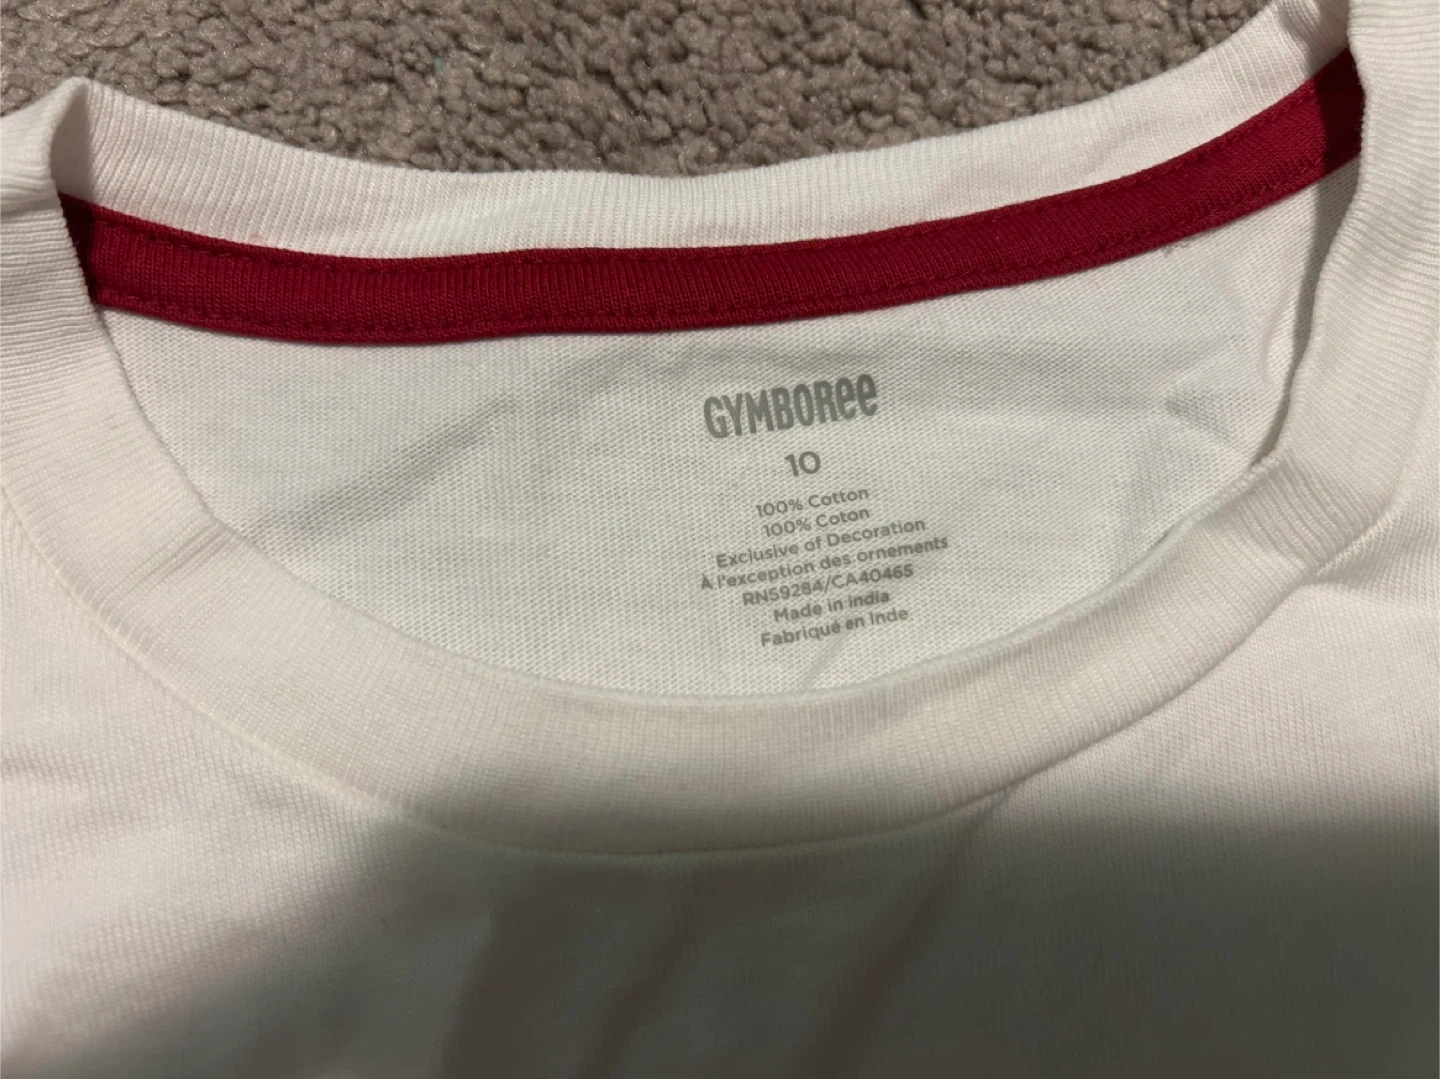 GYMBOREE
10
100% Cotton
100% Coton
Exclusive of Decoration
À l'exception des ornements
RN59284/CA40465
Made in India
Fabriqué en Inde